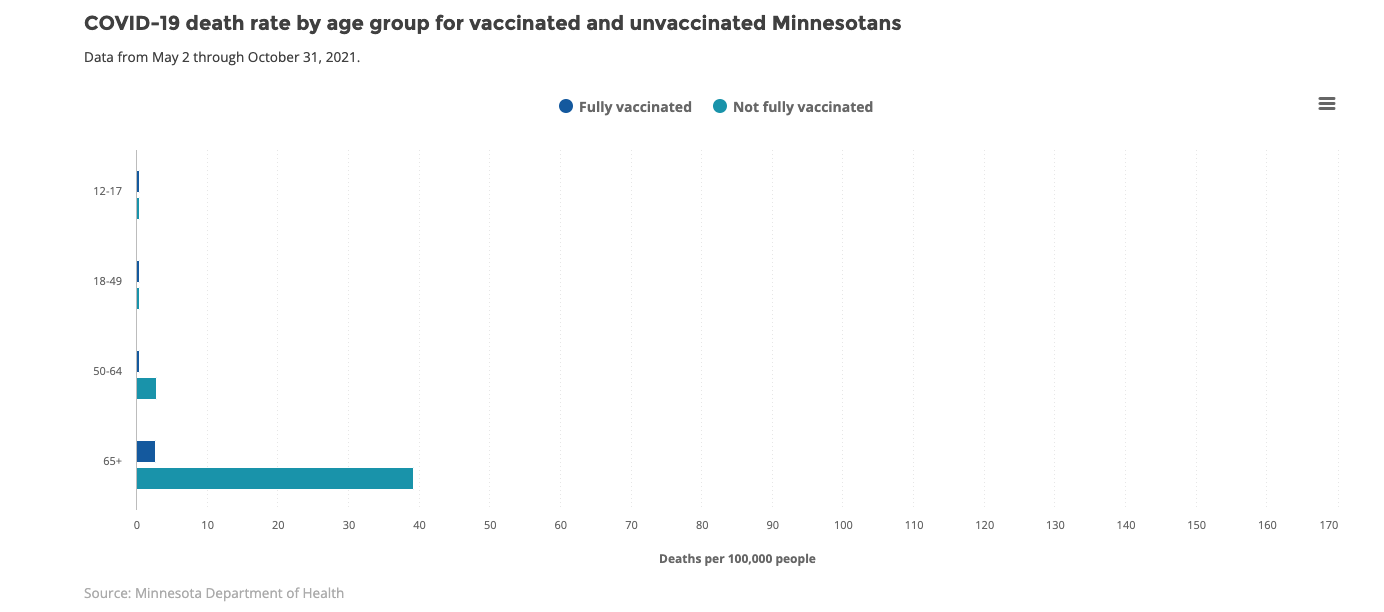 COVID-19 death rate by age group for vaccinated and unvaccinated Minnesotans
Data from May 2 through October 31, 2021.
Fully vaccinated Not fully vaccinated
12-17
18-49
50-64
65+
0 10 20 30 40 50 60 70 80 90 100 110 120 130 140 150 160 170
Deaths per 100,000 people
Source: Minnesota Department of Health